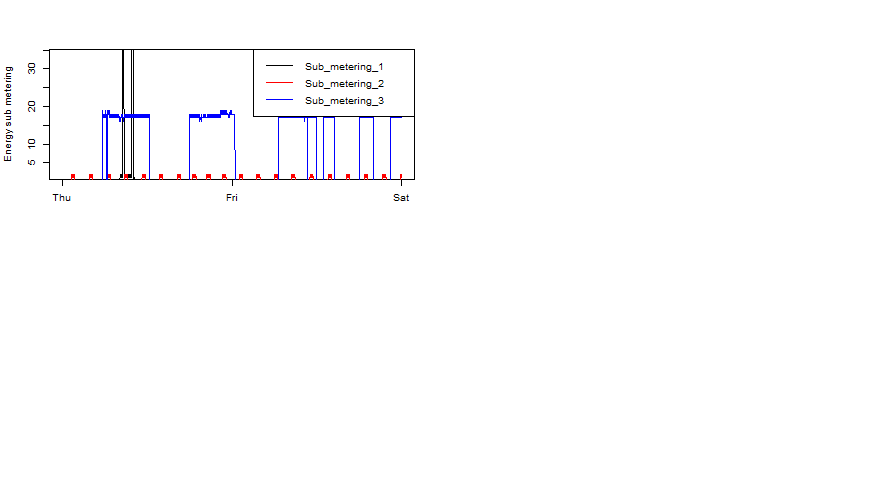 Energy sub metering
30
20
10
5
Sub_metering_1
Sub_metering_2
Sub_metering_3
Thu Fri Sat